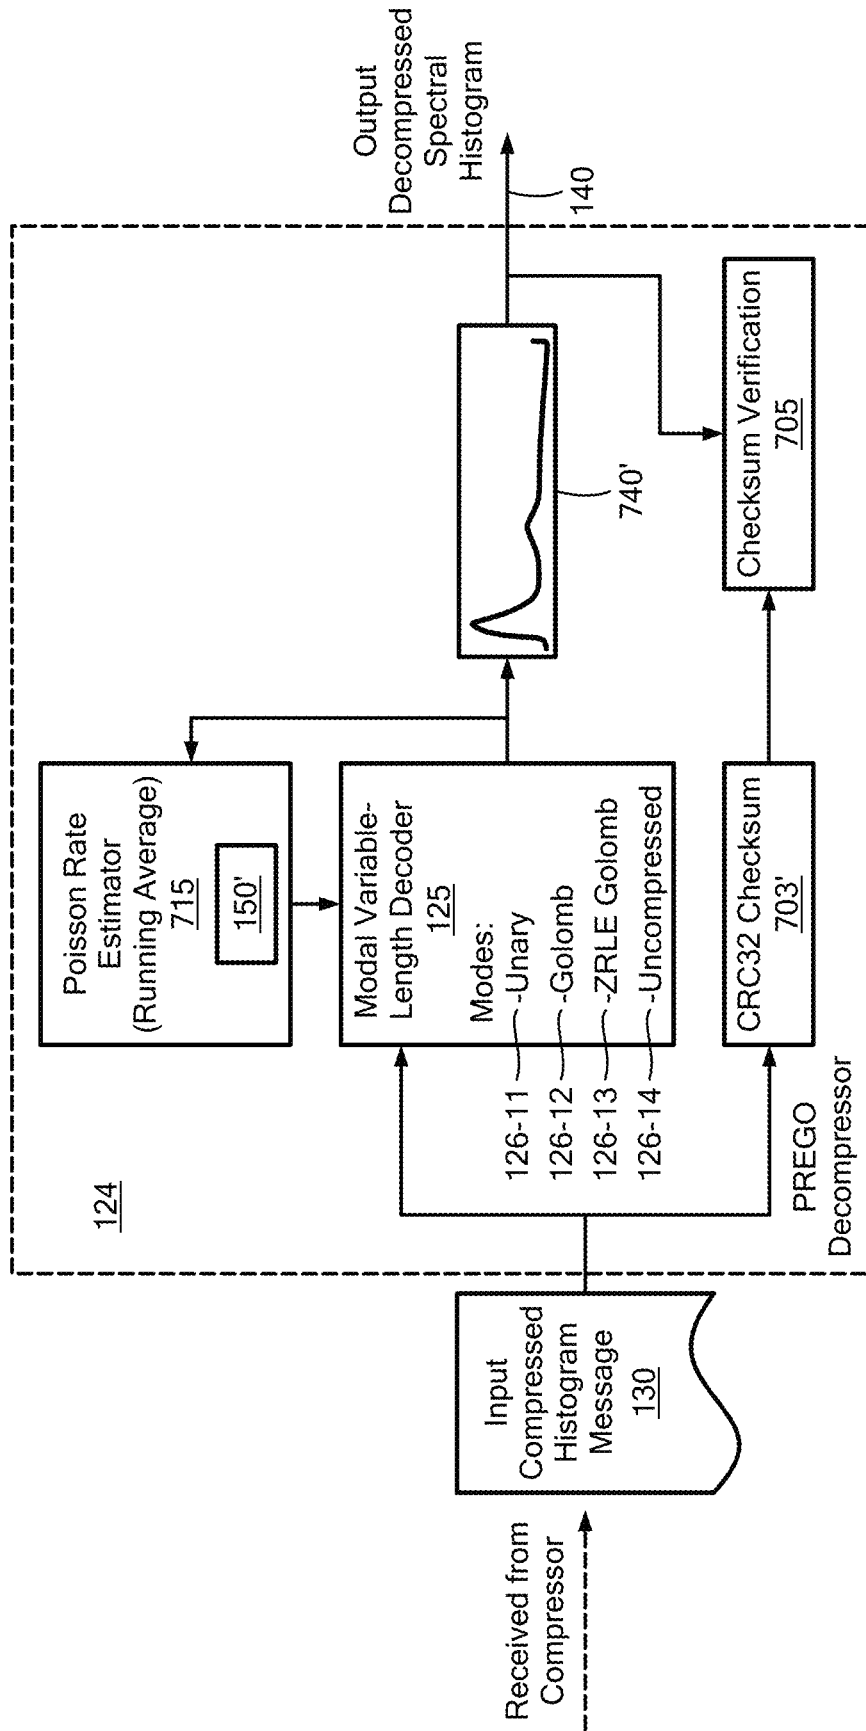 Received from
Compressor
Input
Compressed
Histogram
Message
130
124
PREGO
Decompressor
Poisson Rate
Estimator
(Running Average)
715
150'
Modal Variable-
Length Decoder
125
Modes:
126-11 -Unary
126-12 -Golomb
126-13 -ZRLE Golomb
126-14 -Uncompressed
CRC32 Checksum
703'
740'
Checksum Verification
705
Output
Decompressed
Spectral
Histogram
140